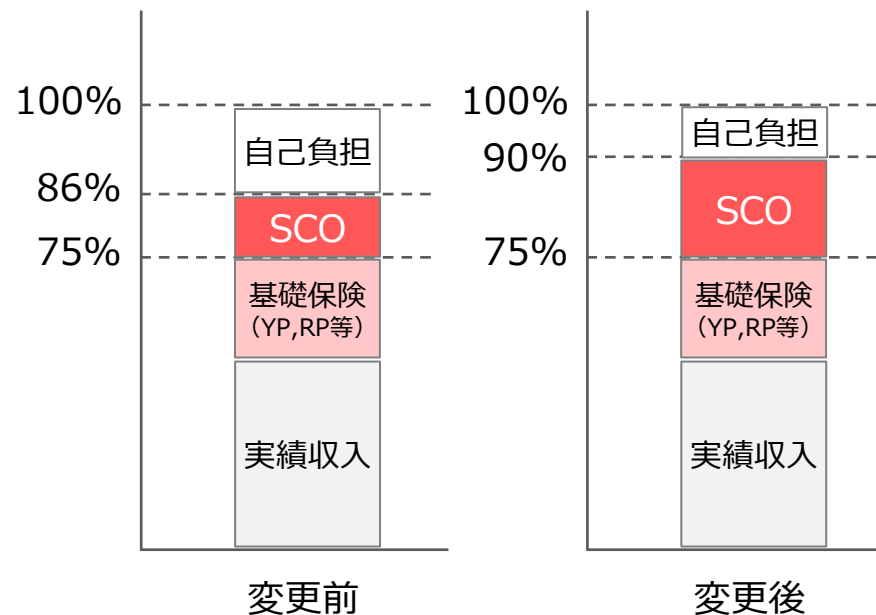 100%
自己負担
86%
SCO
75%
基礎保険
（YP,RP等）
実績収入
変更前
100%
自己負担
90%
SCO
75%
基礎保険
（YP,RP等）
実績収入
変更後